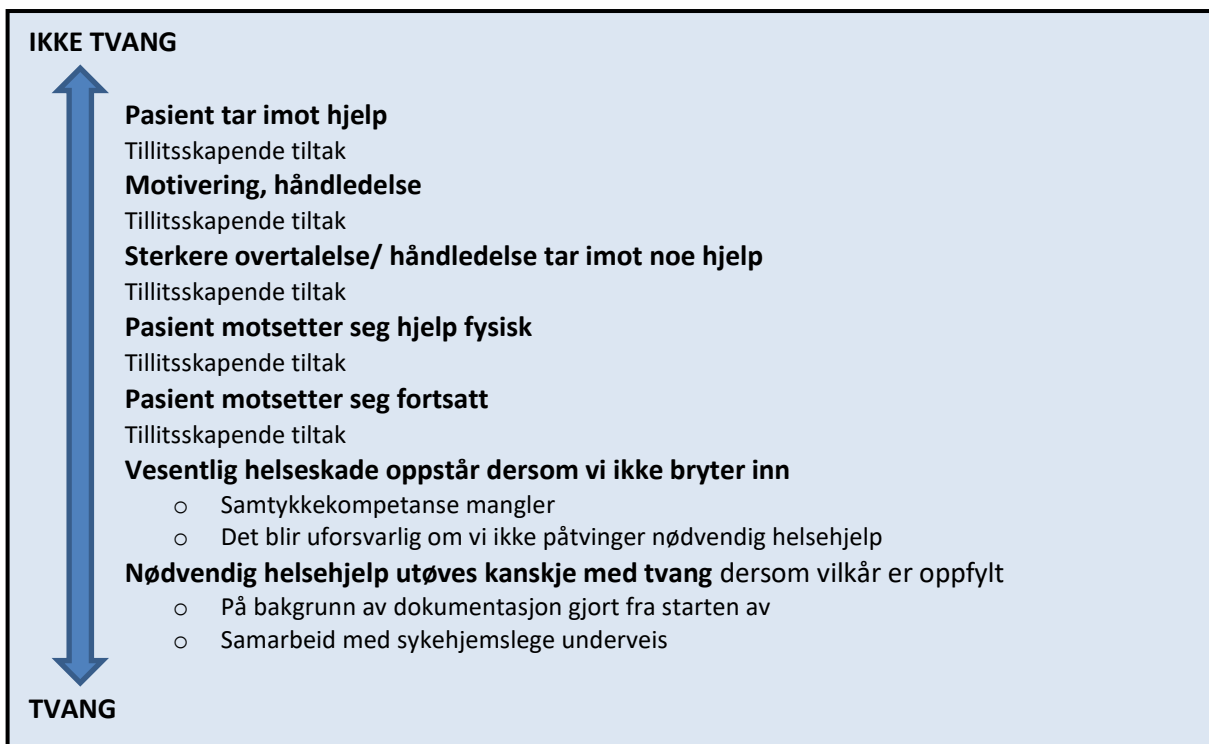 IKKE TVANG
Pasient tar imot hjelp
Tillitsskapende tiltak
Motivering, håndledelse
Tillitsskapende tiltak
Sterkere overtalelse/ håndledelse tar imot noe hjelp
Tillitsskapende tiltak
Pasient motsetter seg hjelp fysisk
Tillitsskapende tiltak
Pasient motsetter seg fortsatt
Tillitsskapende tiltak
Vesentlig helseskade oppstår dersom vi ikke bryter inn
o Samtykkekompetanse mangler
o Det blir uforsvarlig om vi ikke påtvinger nødvendig helsehjelp
Nødvendig helsehjelp utøves kanskje med tvang dersom vilkår er oppfylt
o På bakgrunn av dokumentasjon gjort fra starten av
o Samarbeid med sykehjemslege underveis
TVANG